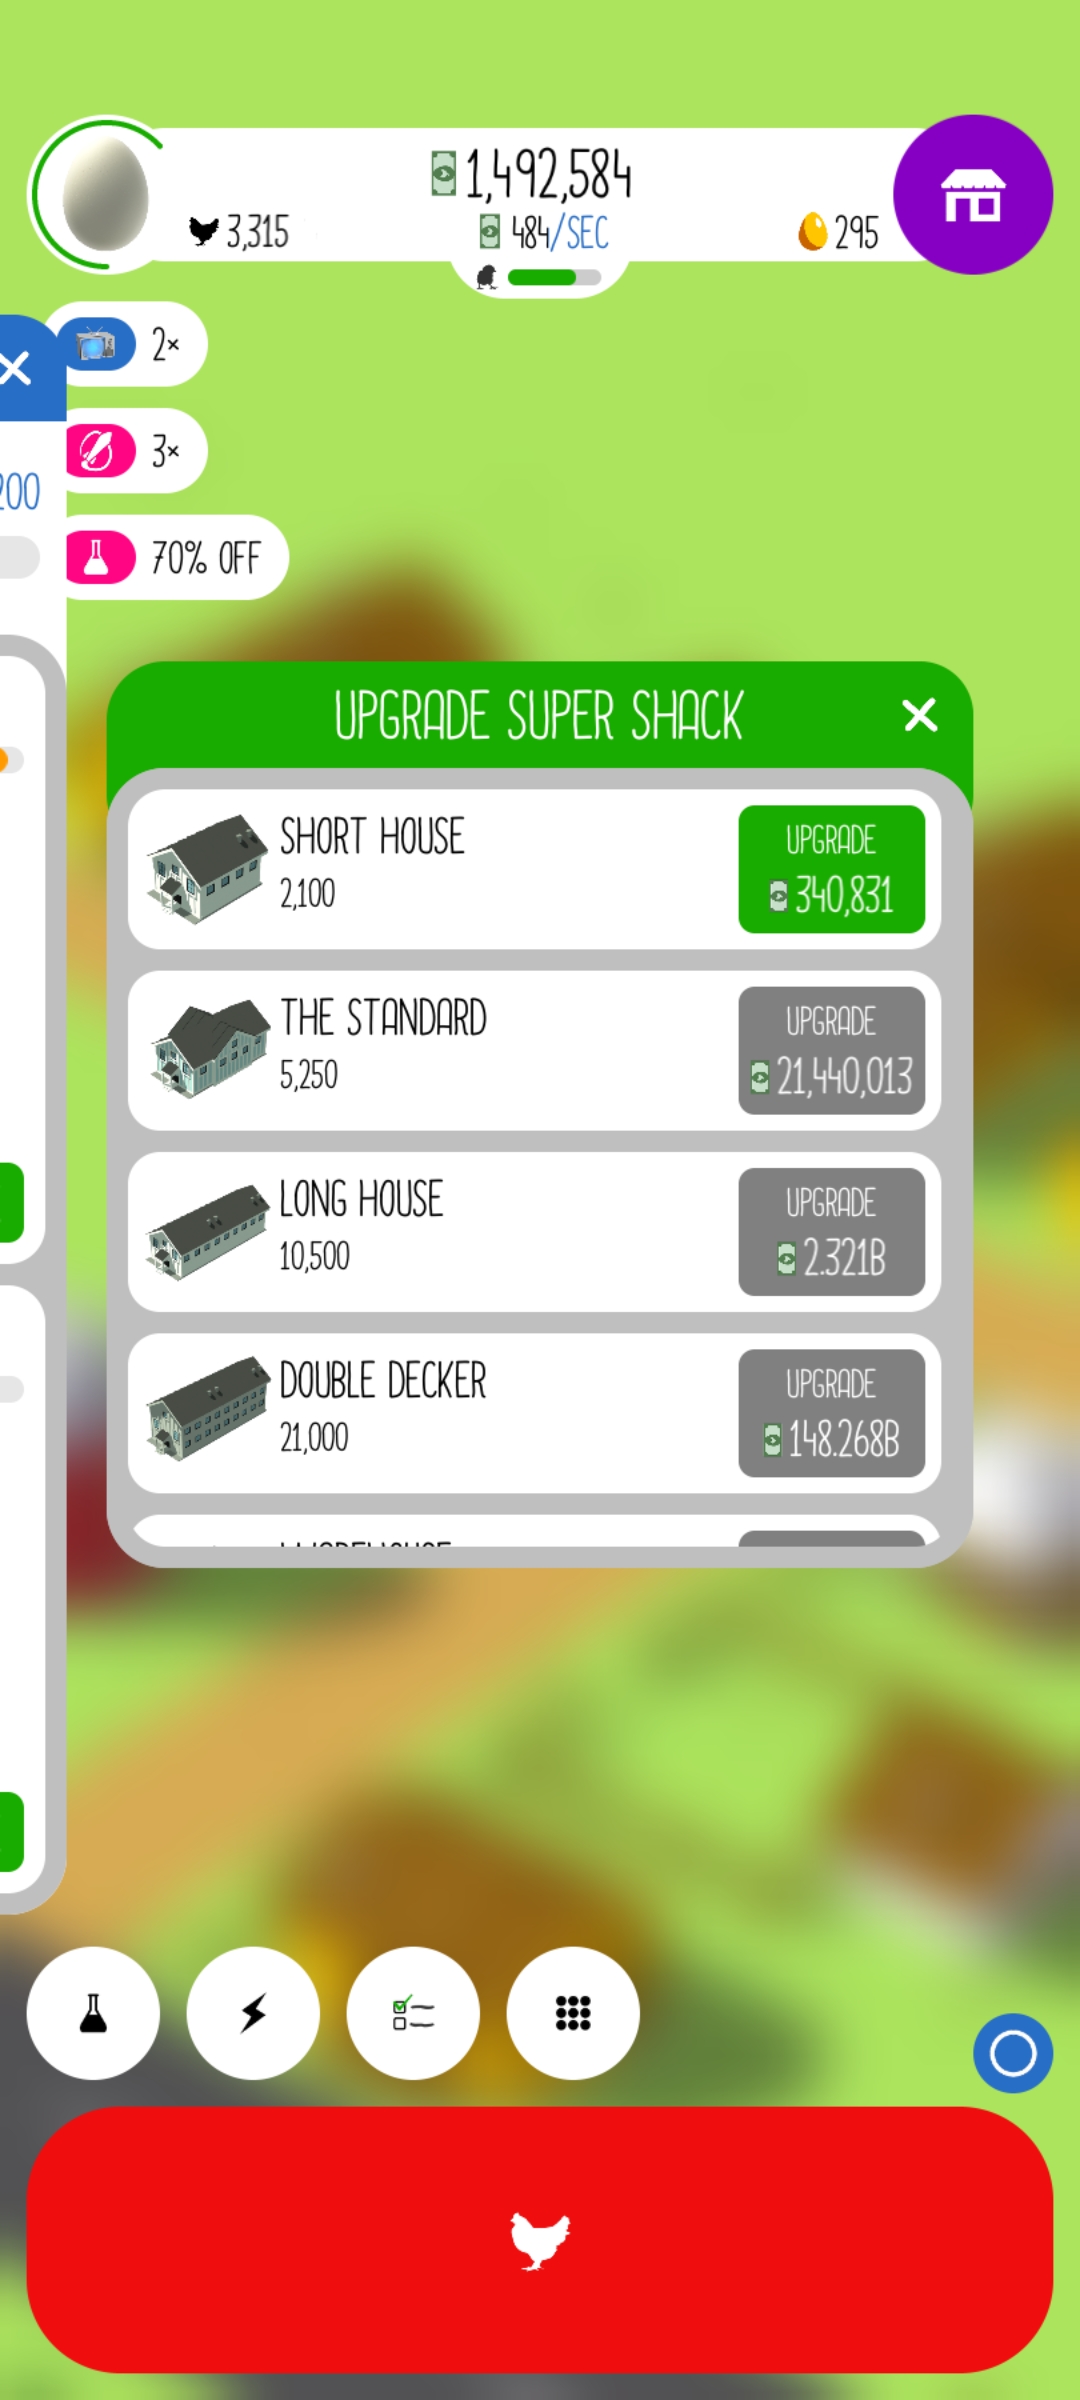 1,492,584
3,315
484/SEC
295
2×
3×
200
70% OFF
UPGRADE SUPER SHACK
SHORT HOUSE
2,100
UPGRADE
340,831
THE STANDARD
5,250
UPGRADE
21,440,013
LONG HOUSE
10,500
UPGRADE
2.321B
DOUBLE DECKER
21,000
UPGRADE
148.268B